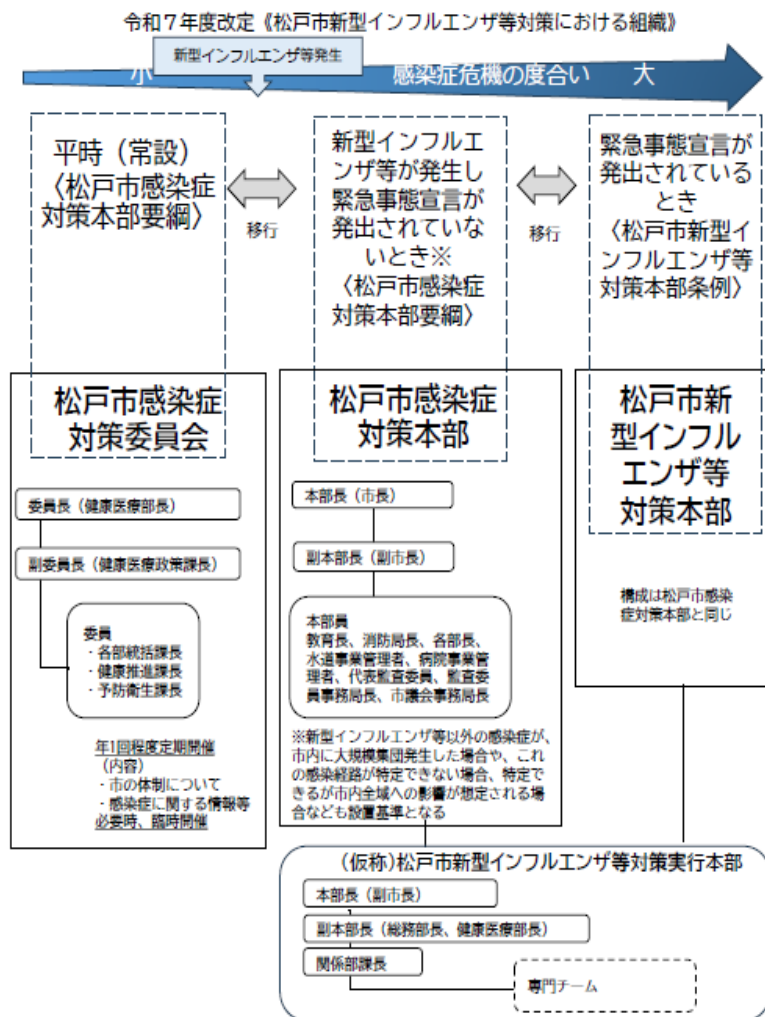 令和７年度改定《松戸市新型インフルエンザ等対策における組織》
新型インフルエンザ等発生
小
感染症危機の度合い
大
平時（常設）
〈松戸市感染症
対策本部要綱〉
移行
新型インフルエ
ンザ等が発生し
緊急事態宣言が
発出されていな
いとき※
〈松戸市感染症
対策本部要綱〉
移行
緊急事態宣言が
発出されている
とき
〈松戸市新型イン
フルエンザ等
対策本部条例〉
松戸市感染症
対策委員会
委員長（健康医療部長）
副委員長（健康医療政策課長）
委員
・各部統括課長
・健康推進課長
・予防衛生課長
年1回程度定期開催
（内容）
・市の体制について
・感染症に関する情報等
必要時、臨時開催
松戸市感染症
対策本部
本部長（市長）
副本部長（副市長）
本部員
教育長、消防局長、各部長、
水道事業管理者、病院事業管
理者、代表監査委員、監査委
員事務局長、市議会事務局長
※新型インフルエンザ等以外の感染症が、
市内に大規模集団発生した場合や、これ
の感染経路が特定できない場合、特定で
きるが市内全域への影響が想定される場
合なども設置基準となる
松戸市新
型インフル
エンザ等
対策本部
構成は松戸市感染
症対策本部と同じ
（仮称）松戸市新型インフルエンザ等対策実行本部
本部長（副市長）
副本部長（総務部長、健康医療部長）
関係部課長
専門チーム